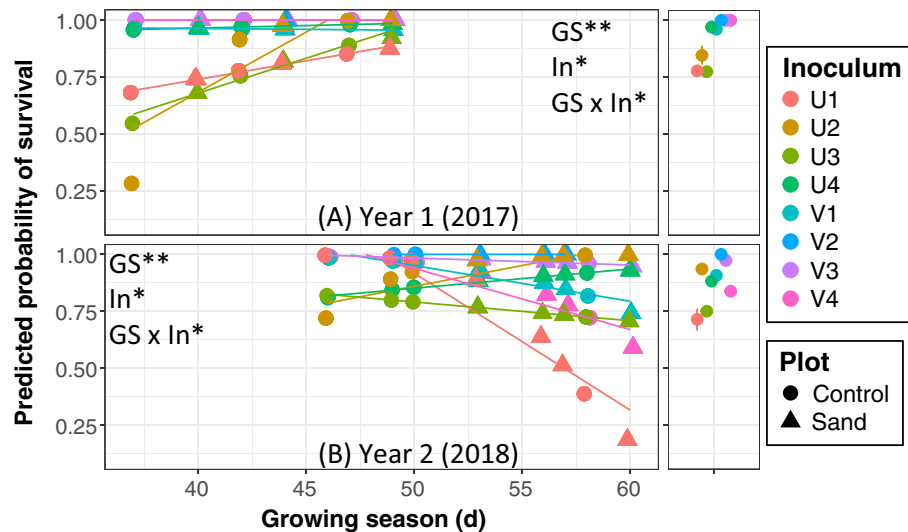 Predicted probability of survival
1.00
0.75
0.50
0.25
GS**
In*
GS x In*
(A) Year 1 (2017)
1.00
0.75
0.50
0.25
GS**
In*
GS x In*
(B) Year 2 (2018)
40 45 50 55 60
Growing season (d)
Inoculum
U1
U2
U3
U4
V1
V2
V3
V4
Plot
Control
Sand